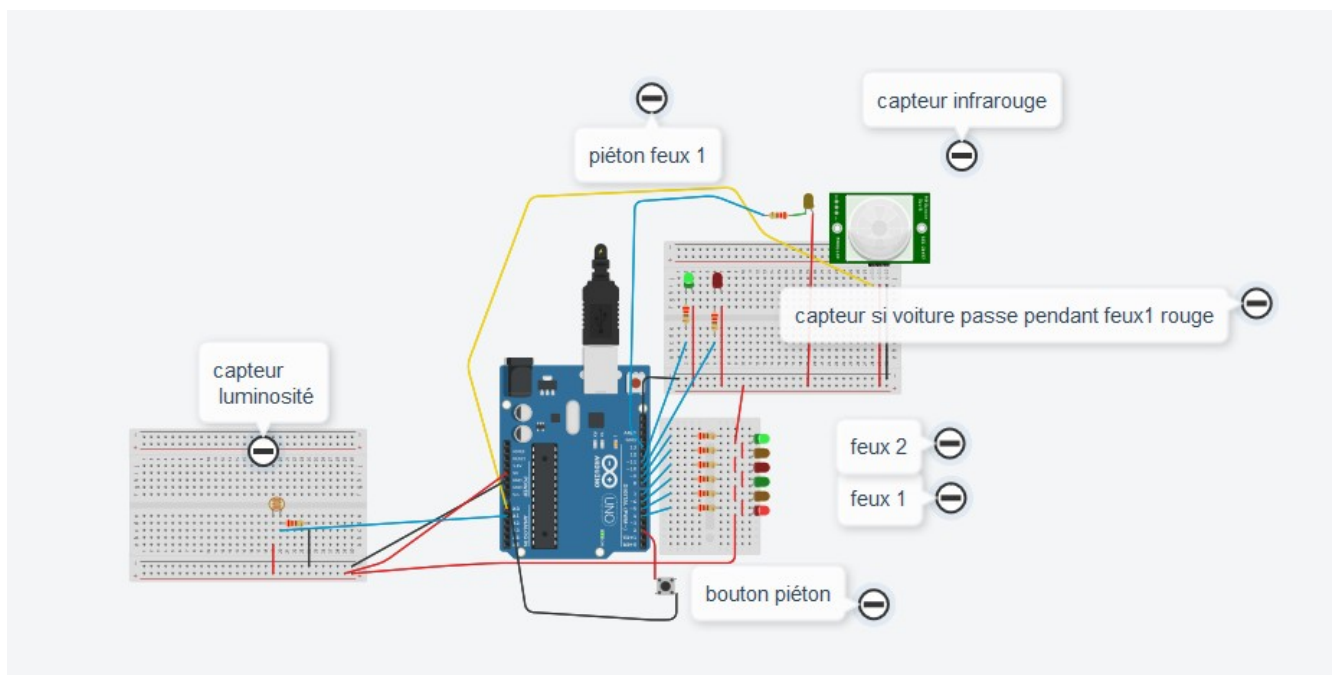 capteur infrarouge
piéton feux 1
capteur si voiture passe pendant feux1 rouge
capteur
luminosité
feux 2
feux 1
bouton piéton
ARDUINO
UNO